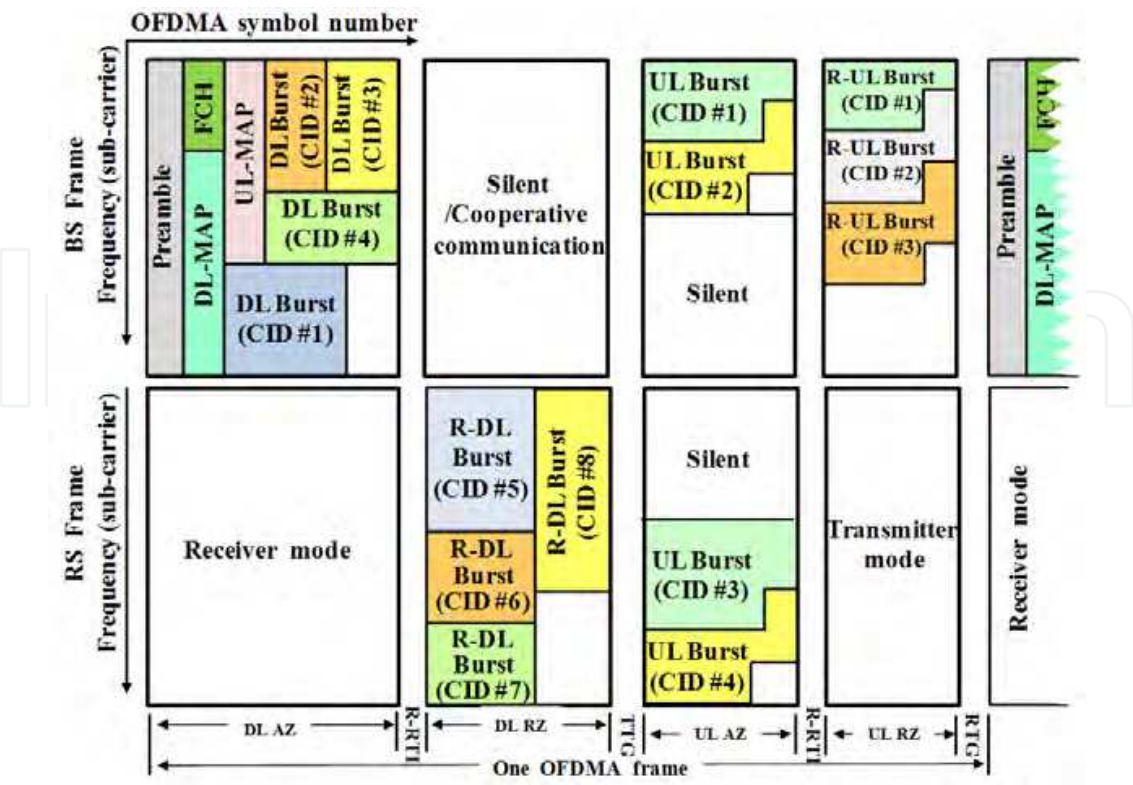 OFDMA symbol number
BS Frame
Frequency (sub-carrier)
Preamble
FCH
DL-MAP
UL-MAP
DL Burst
(CID #2)
DL Burst
(CID #3)
DL Burst
(CID #4)
DL Burst
(CID #1)
Silent
/Cooperative
communication
UL Burst
(CID #1)
UL Burst
(CID #2)
Silent
R-UL Burst
(CID #1)
R-UL Burst
(CID #2)
R-UL Burst
(CID #3)
Preamble
FCH
DL-MAP
RS Frame
Frequency (sub-carrier)
Receiver mode
R-DL
Burst
(CID #5)
R-DL
Burst
(CID #6)
R-DL
Burst
(CID #7)
R-DL Burst
(CID #8)
Silent
UL Burst
(CID #3)
UL Burst
(CID #4)
Transmitter
mode
Receiver mode
DL AZ
R-RTI
DL RZ
TTG
UL AZ
R-RTI
UL RZ
RTG
One OFDMA frame